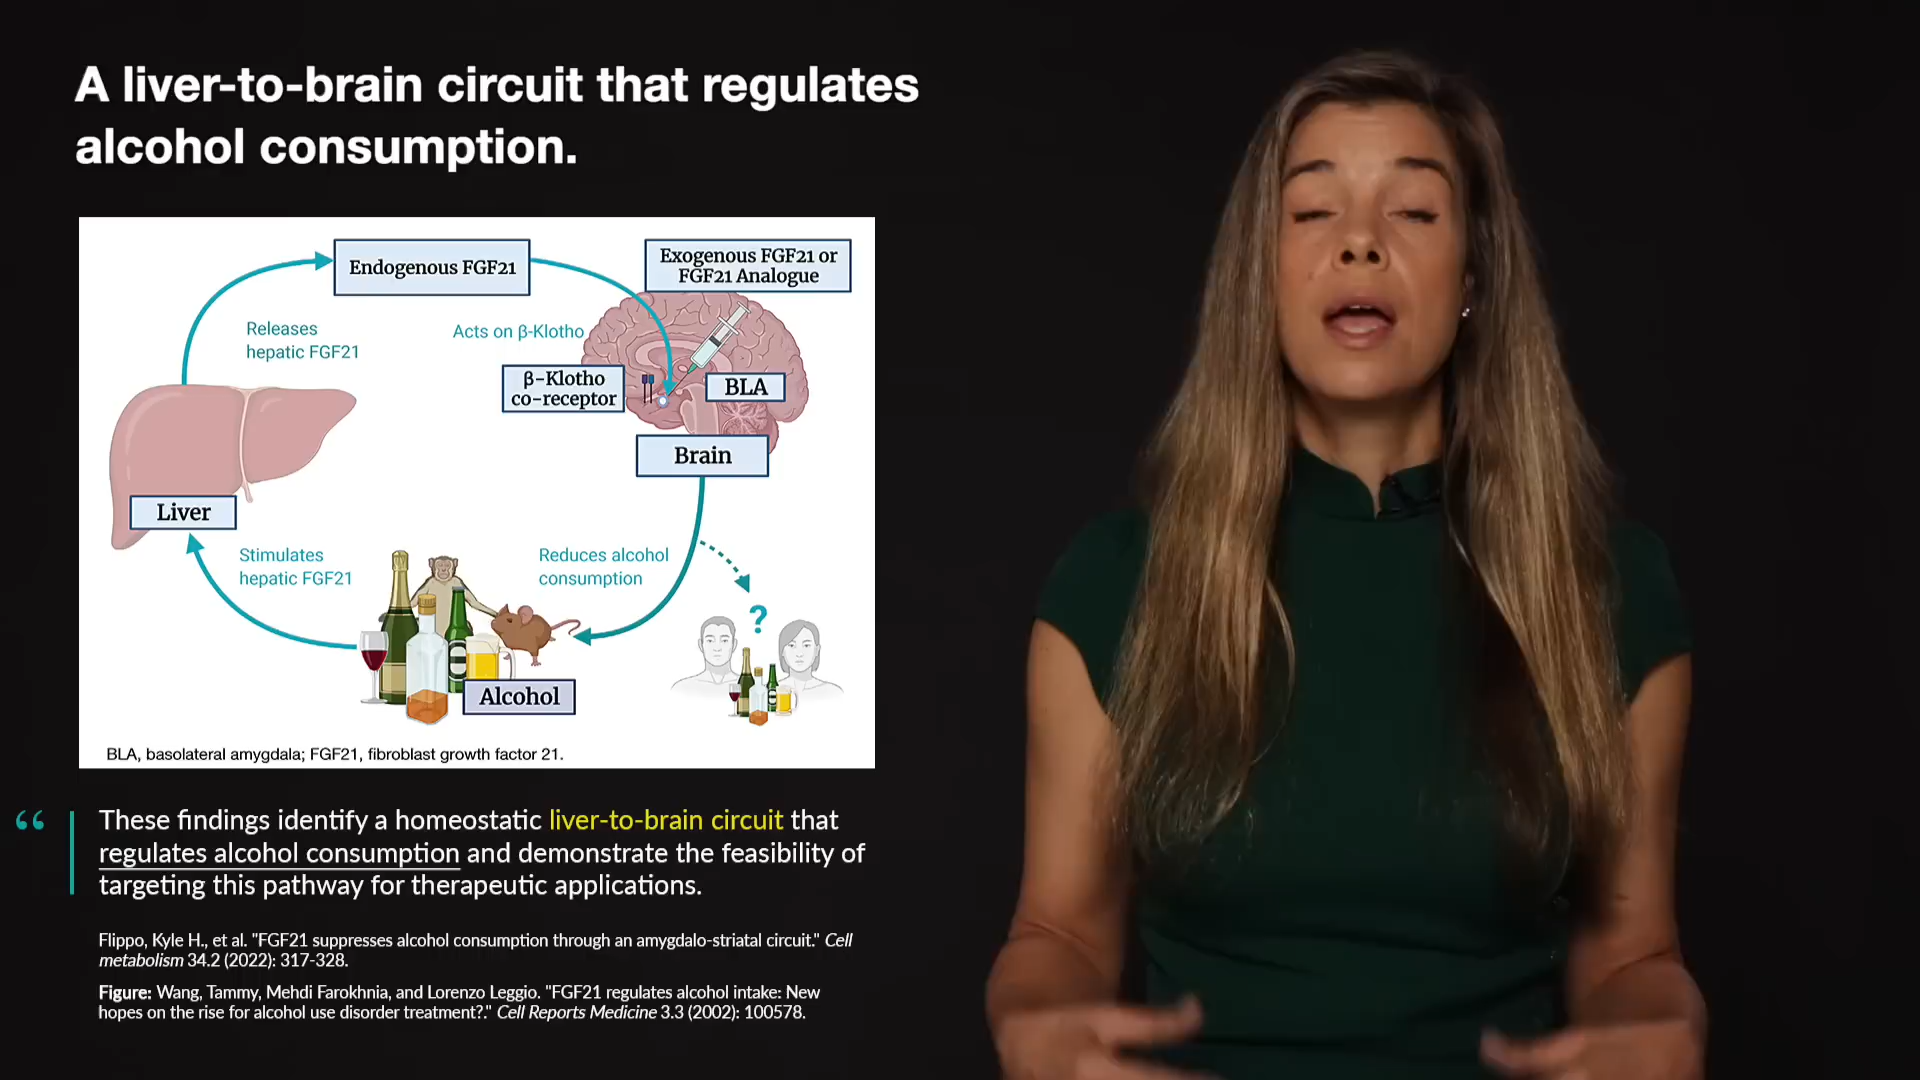 A liver-to-brain circuit that regulates
alcohol consumption.
Endogenous FGF21
Exogenous FGF21 or
FGF21 Analogue
Releases
hepatic FGF21
Acts on β-Klotho
β-Klotho
co-receptor
BLA
Brain
Liver
Stimulates
hepatic FGF21
Reduces alcohol
consumption
?
Alcohol
BLA, basolateral amygdala; FGF21, fibroblast growth factor 21.
“ These findings identify a homeostatic liver-to-brain circuit that
regulates alcohol consumption and demonstrate the feasibility of
targeting this pathway for therapeutic applications.
Flippo, Kyle H., et al. "FGF21 suppresses alcohol consumption through an amygdalo-striatal circuit." Cell
metabolism 34.2 (2022): 317-328.
Figure: Wang, Tammy, Mehdi Farokhnia, and Lorenzo Leggio. "FGF21 regulates alcohol intake: New
hopes on the rise for alcohol use disorder treatment?." Cell Reports Medicine 3.3 (2002): 100578.